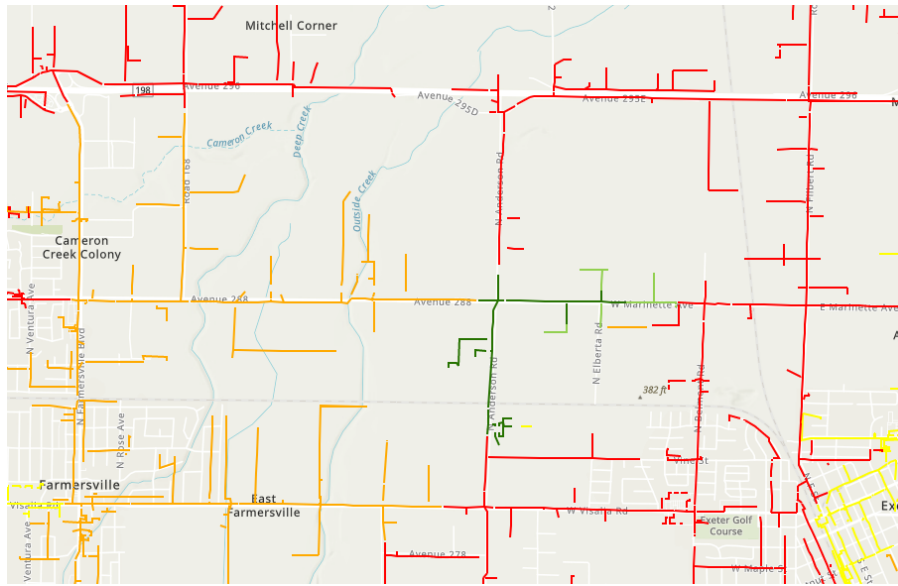 Mitchell Corner
Avenue 296
198
Avenue 295D
Avenue 295E
Avenue 296
Cameron Creek
Deep Creek
Road 168
Outside Creek
N Anderson Rd
N Filbert Rd
Cameron
Creek Colony
Avenue 288
Avenue 288
W Marinette Ave
E Marinette Ave
N Ventura Ave
N Farmersville Blvd
N Elberta Rd
N Anderson Rd
N Belmont Rd
382 ft
N Rose Ave
Vine St
Farmersville
East
Farmersville
W Visalia Rd
Exeter Golf
Course
Ventura Ave
Avenue 278
W Maple S
S E St